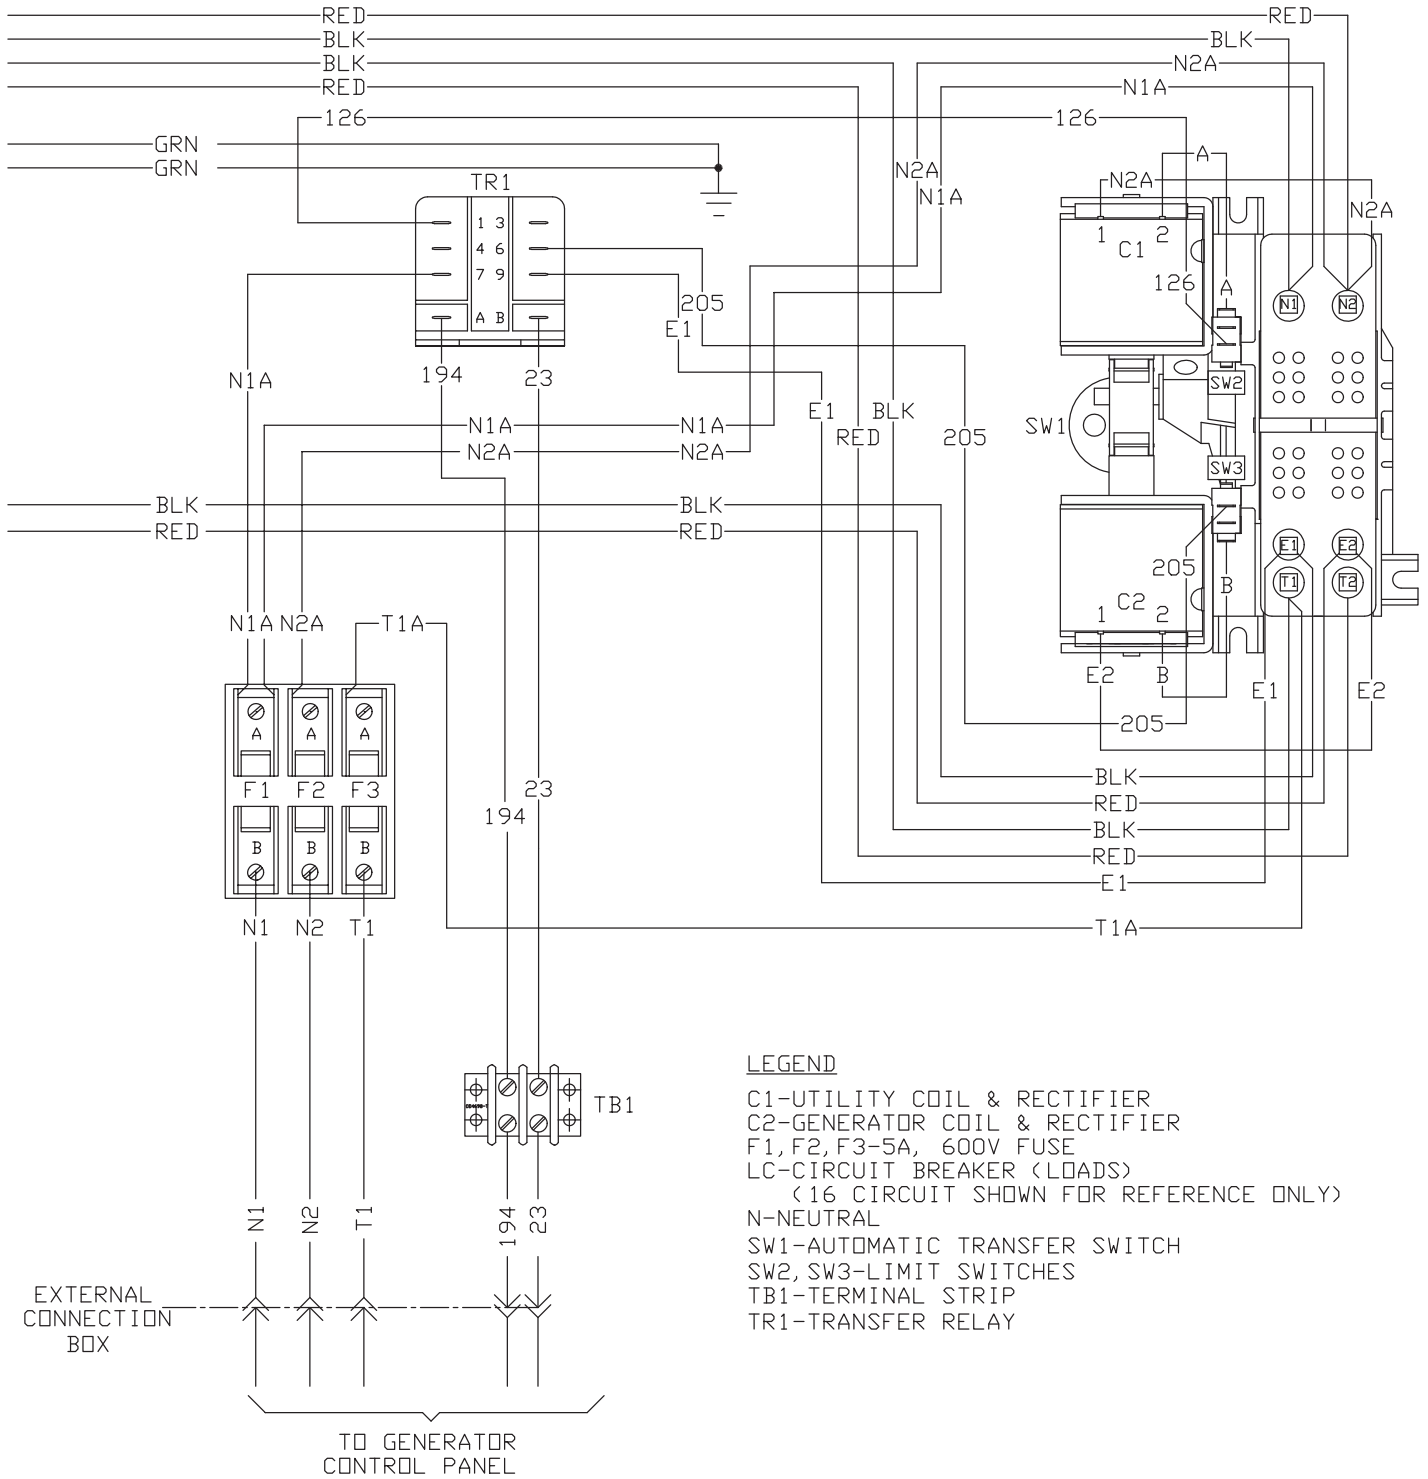 RED RED
BLK BLK
BLK N2A
RED N1A
126 126
GRN A
GRN N2A
TR1 N2A
N1A N2A
1 3 1 2
4 6 C1
7 9 126
205 A
A B E1 N1 N2
194 23
N1A SW2
E1 BLK
N1A N1A SW1
RED 205
N2A N2A
SW3
BLK BLK
RED RED
E1 E2
205 T1 T2
B
C2
1 2
N1A N2A T1A
E2 B E1 E2
205
A A A
BLK
F1 F2 F3 23
RED
194 BLK
B B B RED
E1
N1 N2 T1 T1A
LEGEND
C1-UTILITY COIL & RECTIFIER
TB1
C2-GENERATOR COIL & RECTIFIER
F1,F2,F3-5A, 600V FUSE
LC-CIRCUIT BREAKER (LOADS)
(16 CIRCUIT SHOWN FOR REFERENCE ONLY)
N1 N2 T1 194 23
N-NEUTRAL
SW1-AUTOMATIC TRANSFER SWITCH
SW2,SW3-LIMIT SWITCHES
TB1-TERMINAL STRIP
TR1-TRANSFER RELAY
EXTERNAL
CONNECTION
BOX
TO GENERATOR
CONTROL PANEL